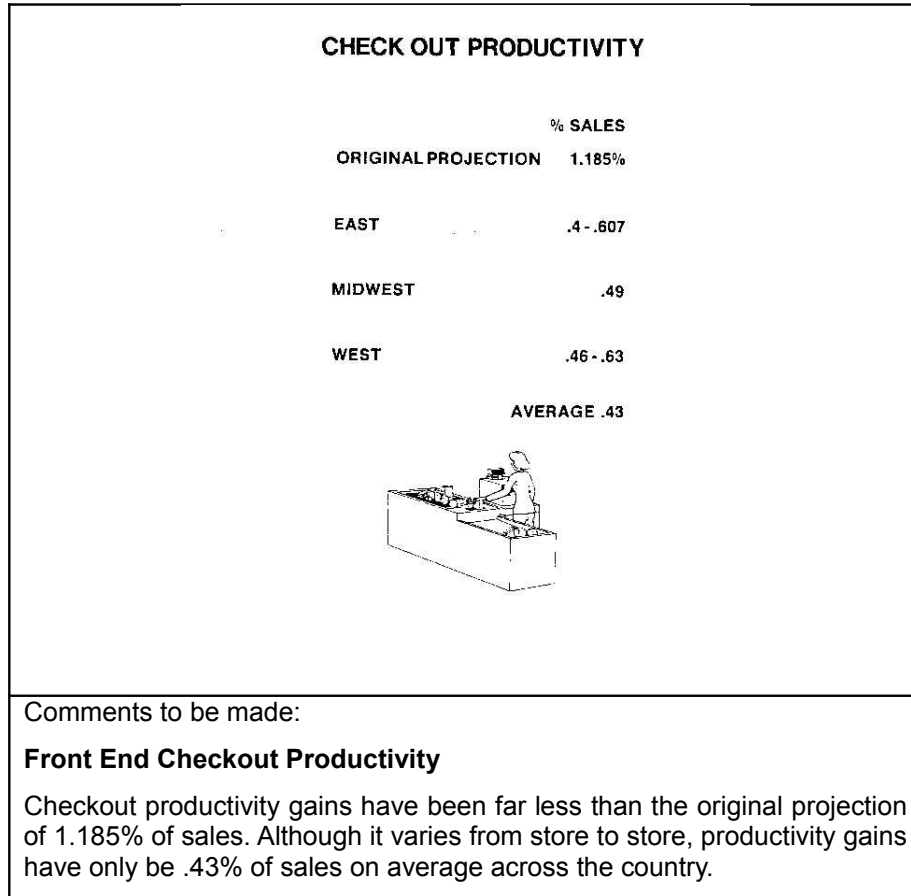 CHECK OUT PRODUCTIVITY
% SALES
ORIGINAL PROJECTION 1.185%
EAST .4 - .607
MIDWEST .49
WEST .46 - .63
AVERAGE .43
Comments to be made:
Front End Checkout Productivity
Checkout productivity gains have been far less than the original projection
of 1.185% of sales. Although it varies from store to store, productivity gains
have only be .43% of sales on average across the country.